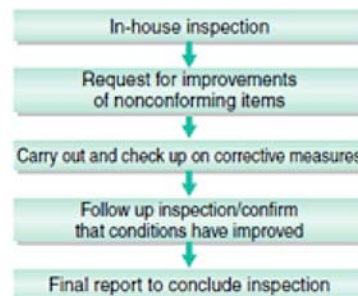 In-house inspection
Request for improvements
of nonconforming items
Carry out and check up on corrective measures
Follow up inspection/confirm
that conditions have improved
Final report to conclude inspection